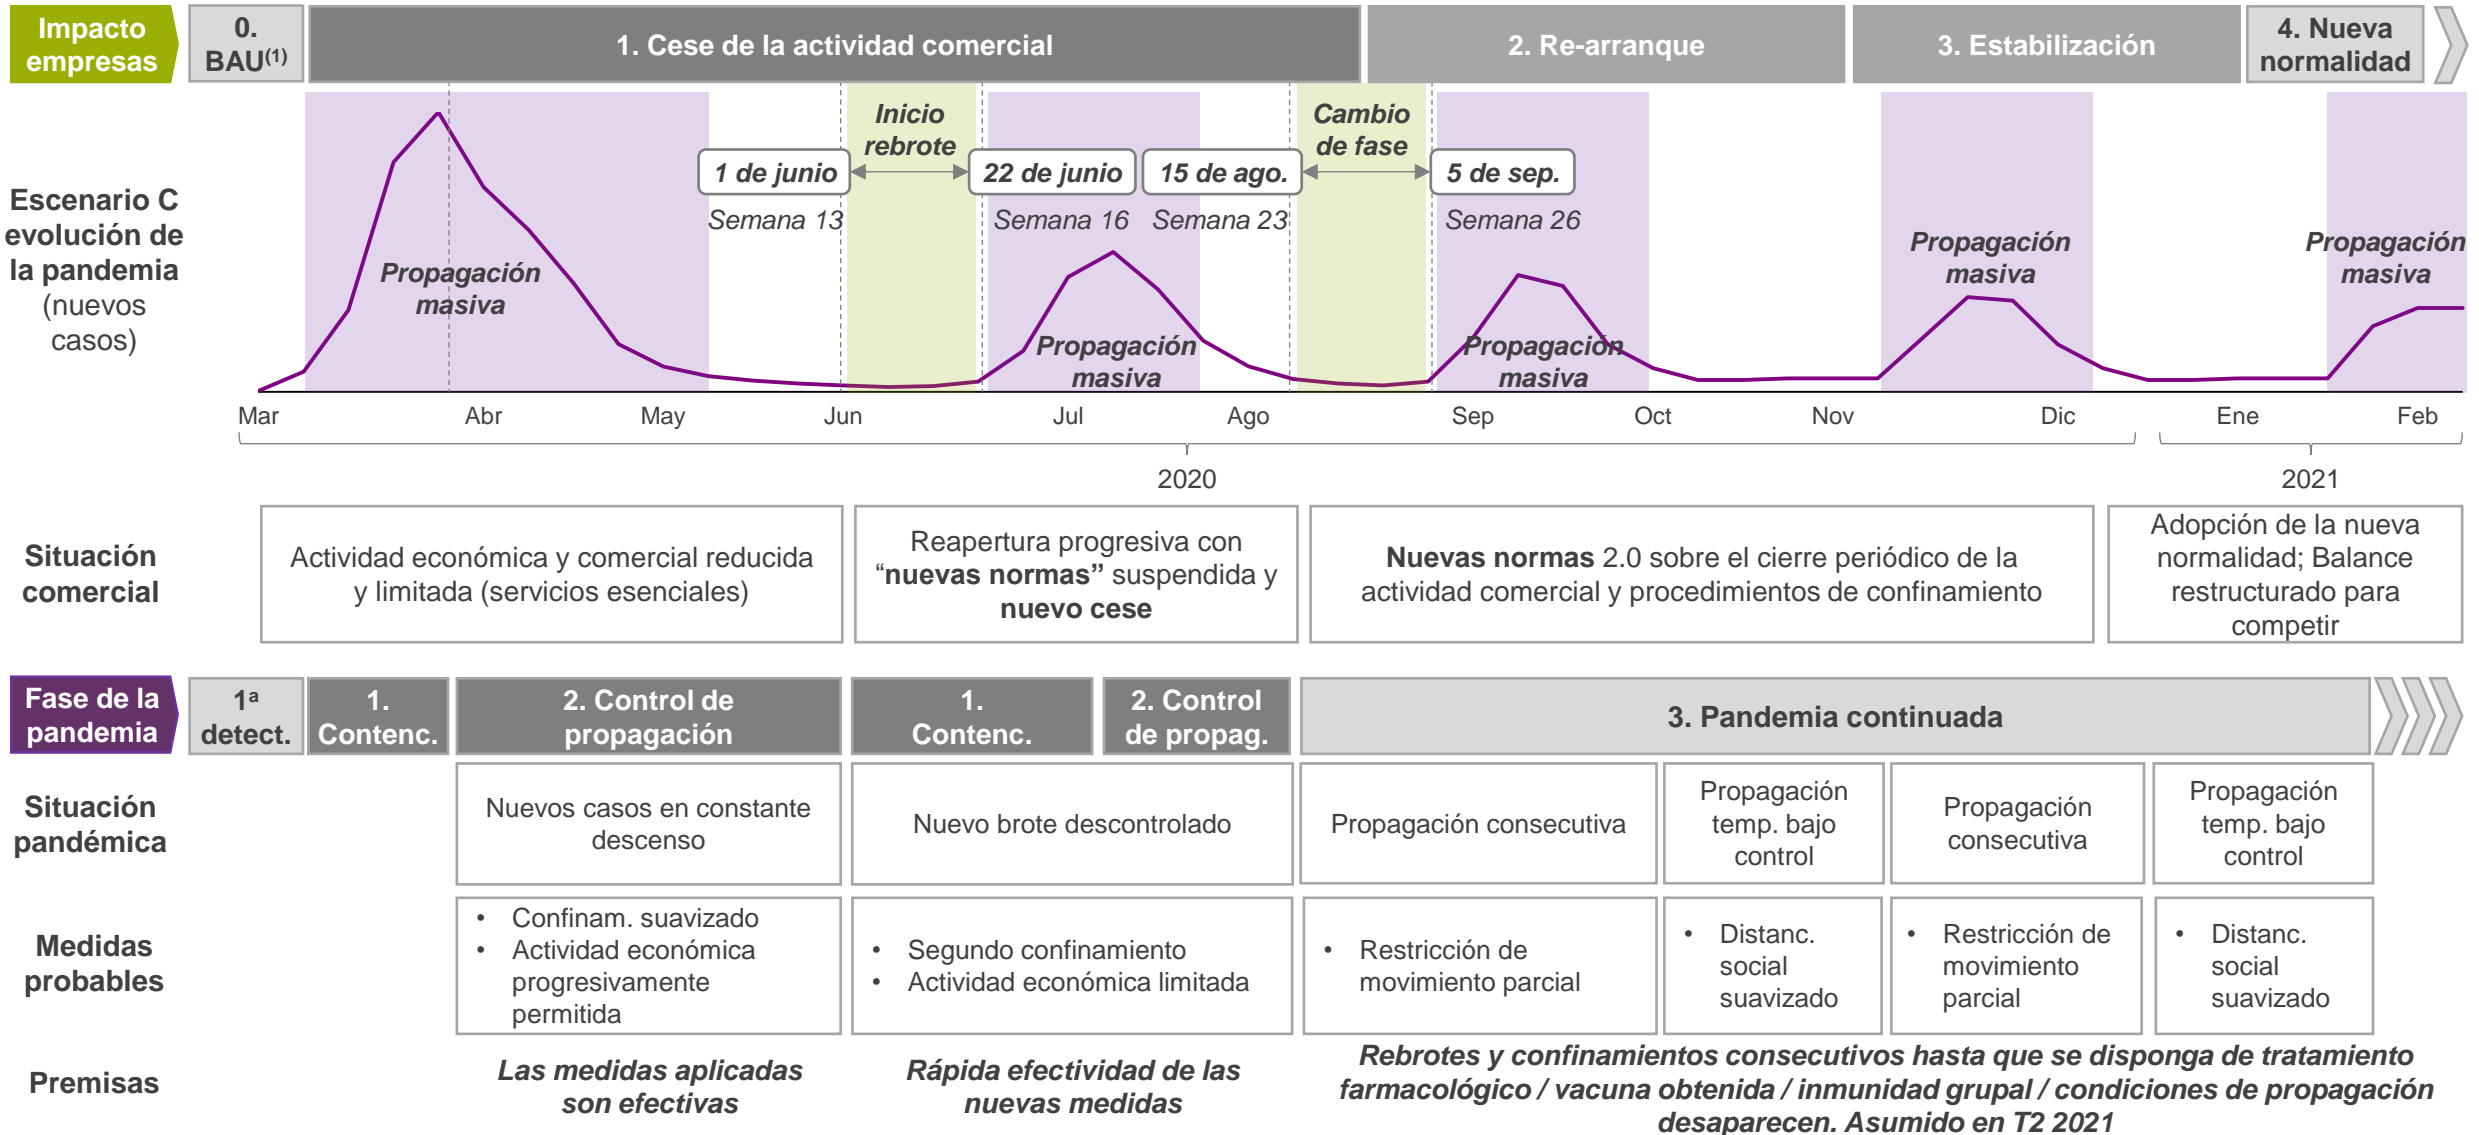 Impacto
empresas
0.
BAU(1)
1. Cese de la actividad comercial
2. Re-arranque
3. Estabilización
4. Nueva
normalidad
Escenario C
evolución de
la pandemia
(nuevos
casos)
Inicio
rebrote
Cambio
de fase
1 de junio
22 de junio
15 de ago.
5 de sep.
Semana 13
Semana 16
Semana 23
Semana 26
Propagación
masiva
Propagación
masiva
Propagación
masiva
Propagación
masiva
Propagación
masiva
Mar
Abr
May
Jun
Jul
Ago
Sep
Oct
Nov
Dic
Ene
Feb
2020
2021
Situación
comercial
Actividad económica y comercial reducida
y limitada (servicios esenciales)
Reapertura progresiva con
“nuevas normas” suspendida y
nuevo cese
Nuevas normas 2.0 sobre el cierre periódico de la
actividad comercial y procedimientos de confinamiento
Adopción de la nueva
normalidad; Balance
restructurado para
competir
Fase de la
pandemia
1ª
detect.
1.
Contenc.
2. Control de
propagación
1.
Contenc.
2. Control
de propag.
3. Pandemia continuada
Situación
pandémica
Nuevos casos en constante
descenso
Nuevo brote descontrolado
Propagación consecutiva
Propagación
temp. bajo
control
Propagación
consecutiva
Propagación
temp. bajo
control
Medidas
probables
• Confinam. suavizado
• Actividad económica
progresivamente
permitida
• Segundo confinamiento
• Actividad económica limitada
• Restricción de
movimiento parcial
• Distanc.
social
suavizado
• Restricción de
movimiento
parcial
• Distanc.
social
suavizado
Premisas
Las medidas aplicadas
son efectivas
Rápida efectividad de las
nuevas medidas
Rebrotes y confinamientos consecutivos hasta que se disponga de tratamiento
farmacológico / vacuna obtenida / inmunidad grupal / condiciones de propagación
desaparecen. Asumido en T2 2021